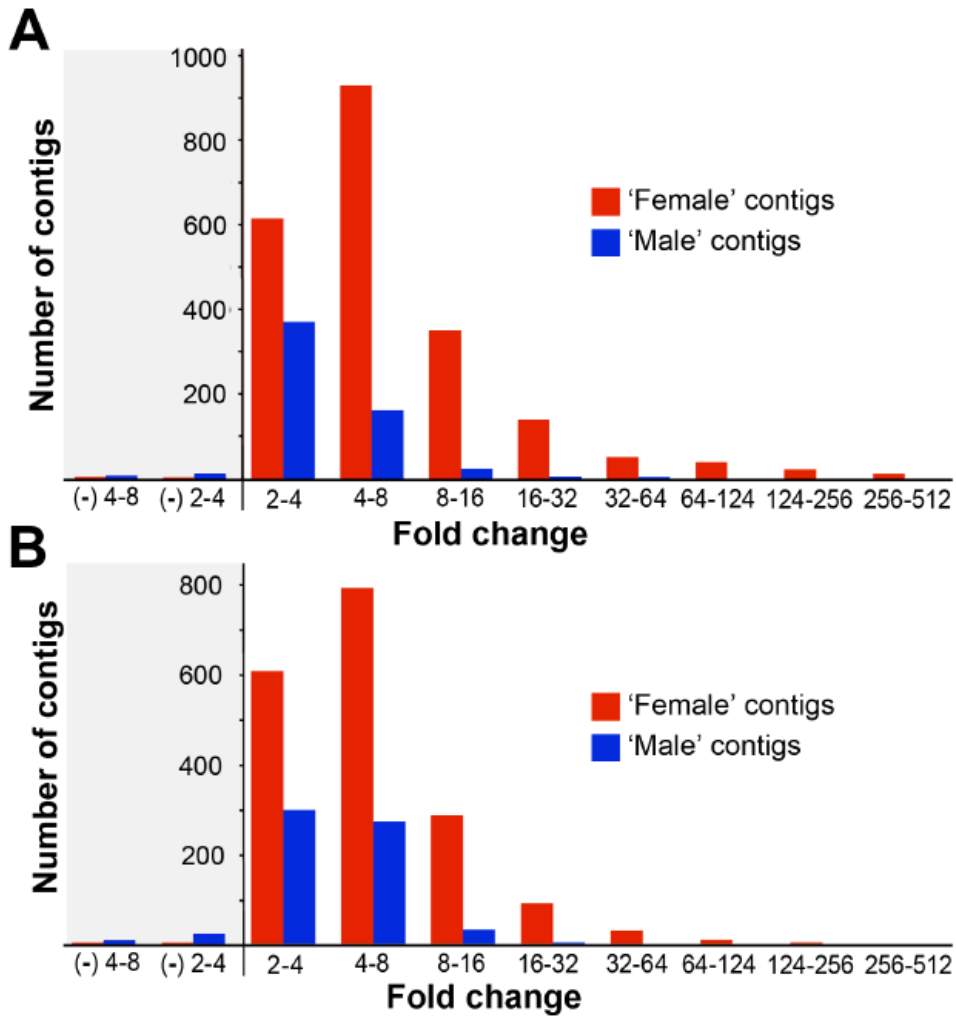 A
Number of contigs
1000
800
600
400
200
'Female' contigs
'Male' contigs
(-) 4-8 (-) 2-4 2-4 4-8 8-16 16-32 32-64 64-124 124-256 256-512
Fold change
B
Number of contigs
800
600
400
200
'Female' contigs
'Male' contigs
(-) 4-8 (-) 2-4 2-4 4-8 8-16 16-32 32-64 64-124 124-256 256-512
Fold change